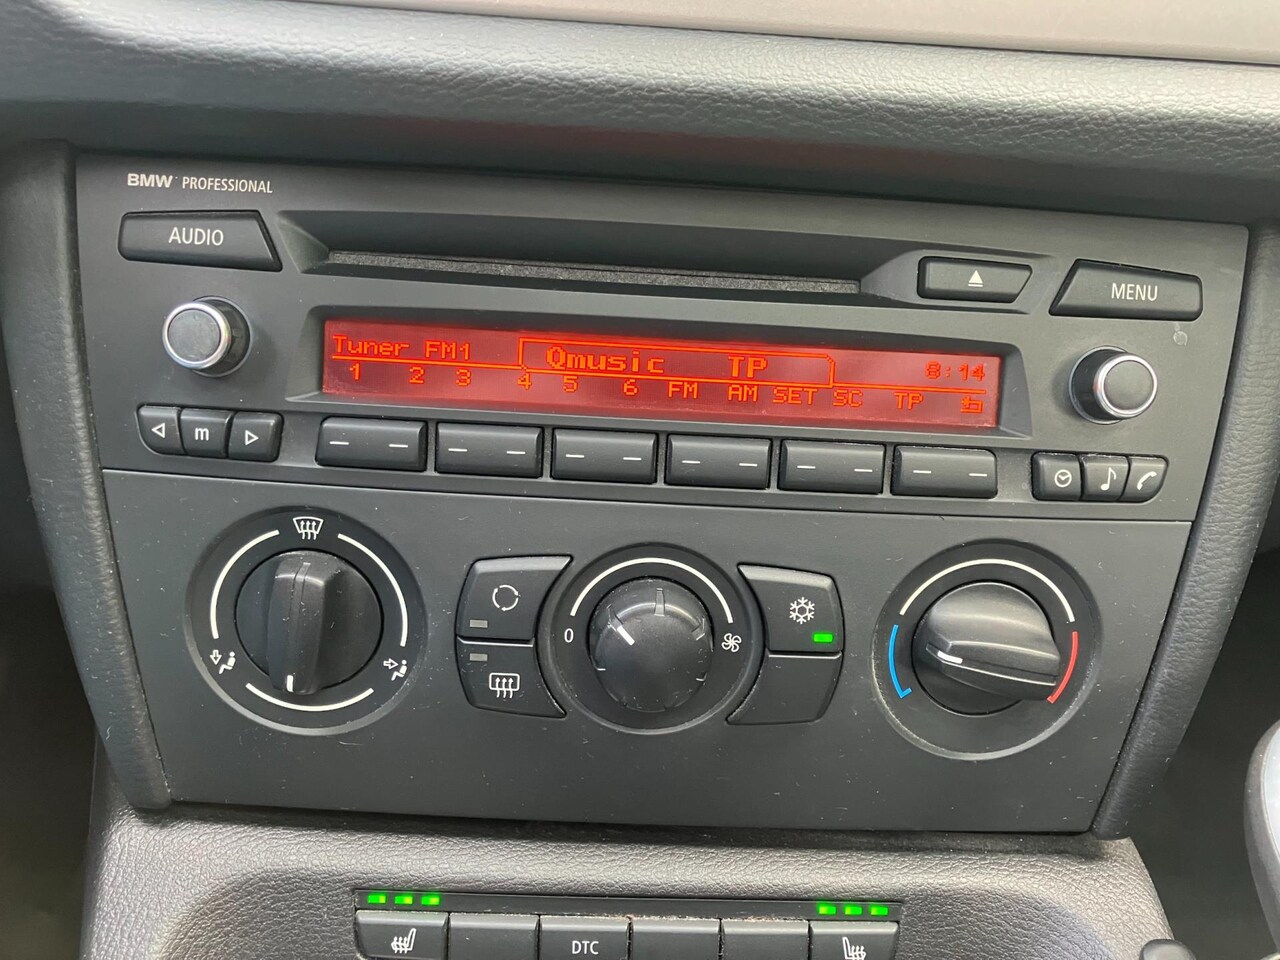 BMW PROFESSIONAL
AUDIO
MENU
Tuner FM1 Qmusic TP 8:14
1 2 3 4 5 6 FM AM SET SC TP
m
0
DTC